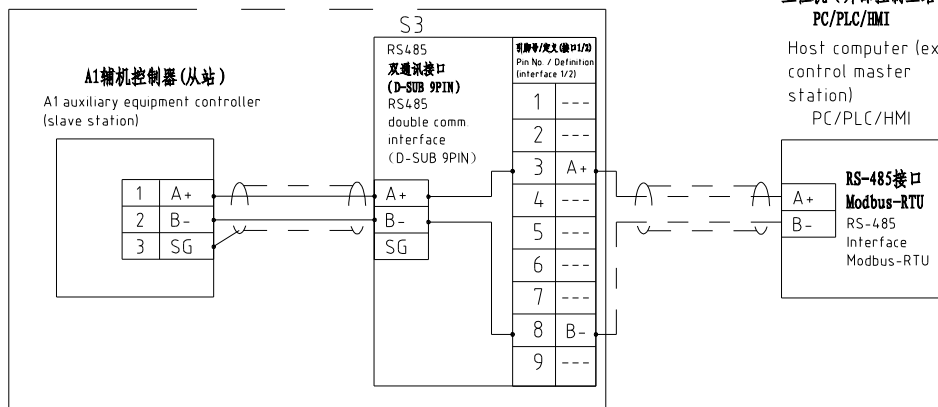 S3
A1辅机控制器(从站)
A1 auxiliary equipment controller
(slave station)
1 A+
2 B-
3 SG
RS485
双通讯接口
(D-SUB 9PIN)
RS485
double comm.
interface
(D-SUB 9PIN)
A+
B-
SG
引脚号/定义(接口1/2)
Pin No. / Definition
(interface 1/2)
1 ---
2 ---
3 A+
4 ---
5 ---
6 ---
7 ---
8 B-
9 ---
PC/PLC/HMI
Host computer (ex
control master
station)
PC/PLC/HMI
A+
B-
RS-485接口
Modbus-RTU
RS-485
Interface
Modbus-RTU